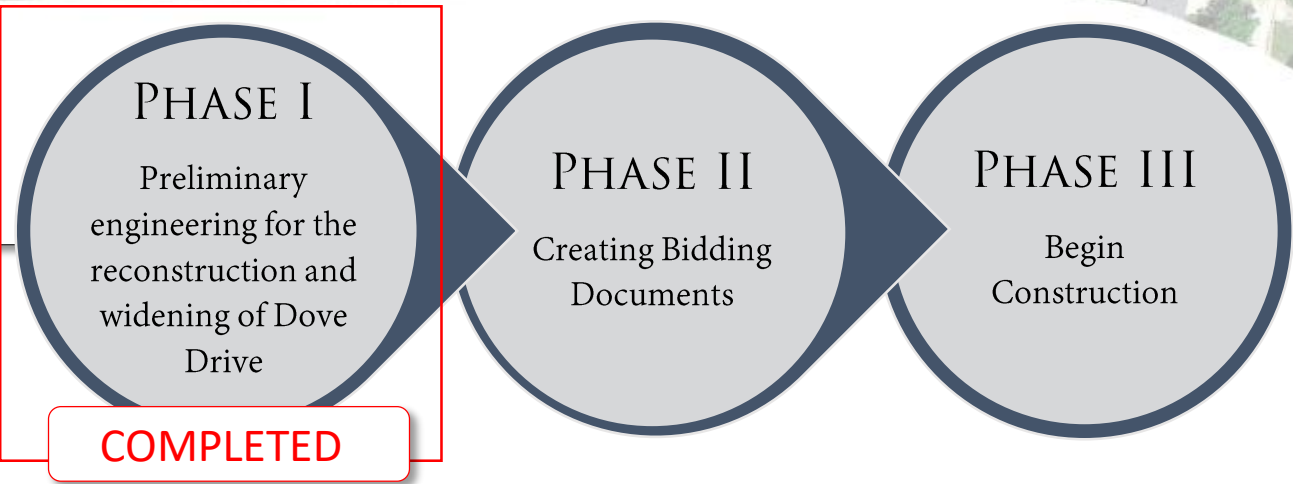 PHASE I
Preliminary
engineering for the
reconstruction and
widening of Dove
Drive
COMPLETED
PHASE II
Creating Bidding
Documents
PHASE III
Begin
Construction